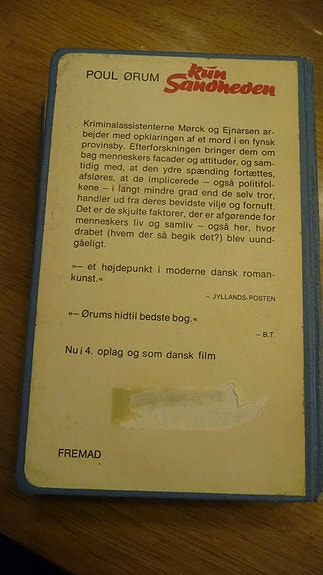 POUL ØRUM kun Sandheden
Kriminalassistenterne Mørck og Ejnarsen ar-
bejder med opklaringen af et mord i en fynsk
provinsby. Efterforskningen bringer dem om
bag menneskers facader og attituder, og sam-
tidig med, at den ydre spænding fortættes,
afsløres, at de implicerede – også politifol-
kene – i langt mindre grad end de selv tror,
handler ud fra deres bevidste vilje og fornuft.
Det er de skjulte faktorer, der er afgørende for
menneskers liv og samliv – også her, hvor
drabet (hvem der så begik det?) blev uund-
gåeligt.
»– et højdepunkt i moderne dansk roman-
kunst.«
– JYLLANDS-POSTEN
»– Ørums hidtil bedste bog.«
– B.T.
Nu i 4. oplag og som dansk film
FREMAD